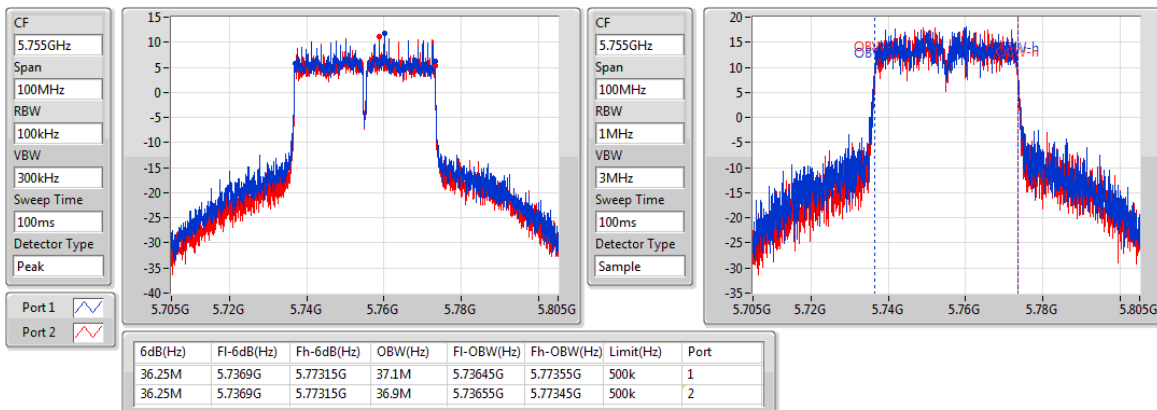 CF
5.755GHz
Span
100MHz
RBW
100kHz
VBW
300kHz
Sweep Time
100ms
Detector Type
Peak
Port 1
Port 2
15
10
5
0
-5
-10
-15
-20
-25
-30
-35
-40
5.705G 5.72G 5.74G 5.76G 5.78G 5.805G
CF
5.755GHz
Span
100MHz
RBW
1MHz
VBW
3MHz
Sweep Time
100ms
Detector Type
Sample
20
15
10
5
0
-5
-10
-15
-20
-25
-30
-35
5.705G 5.72G 5.74G 5.76G 5.78G 5.805G
6dB(Hz) Fl-6dB(Hz) Fh-6dB(Hz) OBW(Hz) Fl-OBW(Hz) Fh-OBW(Hz) Limit(Hz) Port
36.25M 5.7369G 5.77315G 37.1M 5.73645G 5.77355G 500k 1
36.25M 5.7369G 5.77315G 36.9M 5.73655G 5.77345G 500k 2